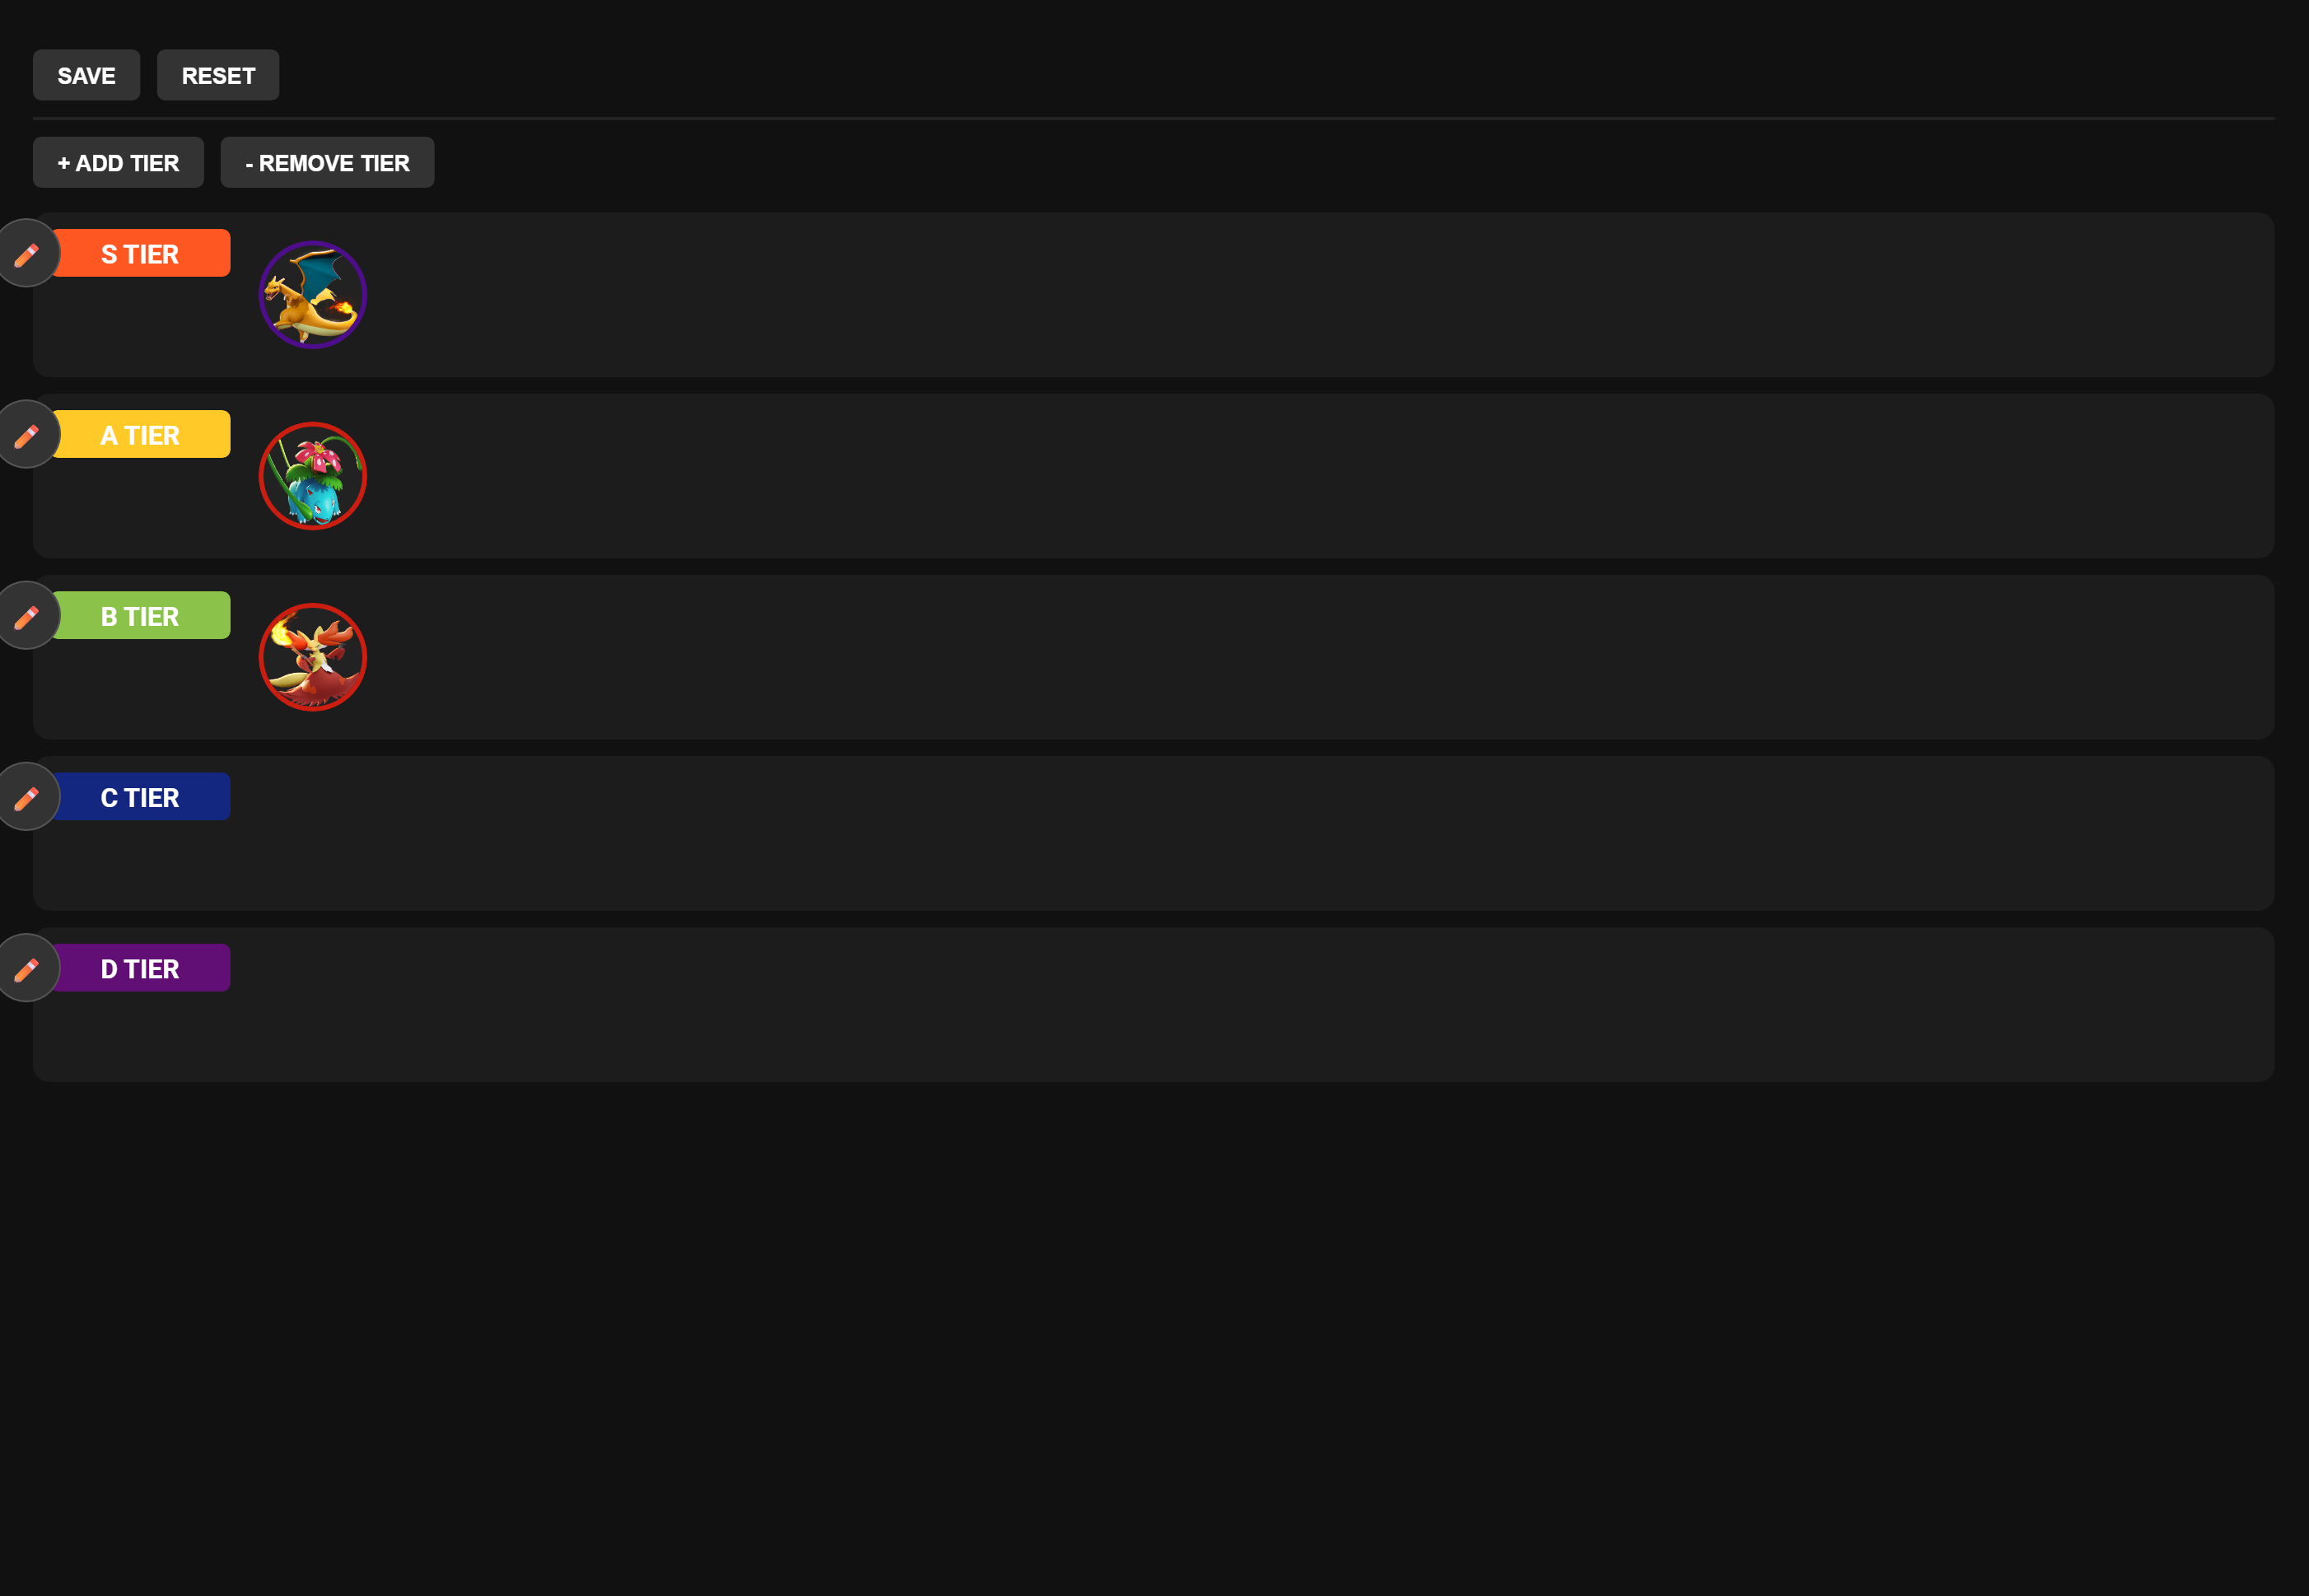 SAVE RESET
+ ADD TIER - REMOVE TIER
S TIER
A TIER
B TIER
C TIER
D TIER